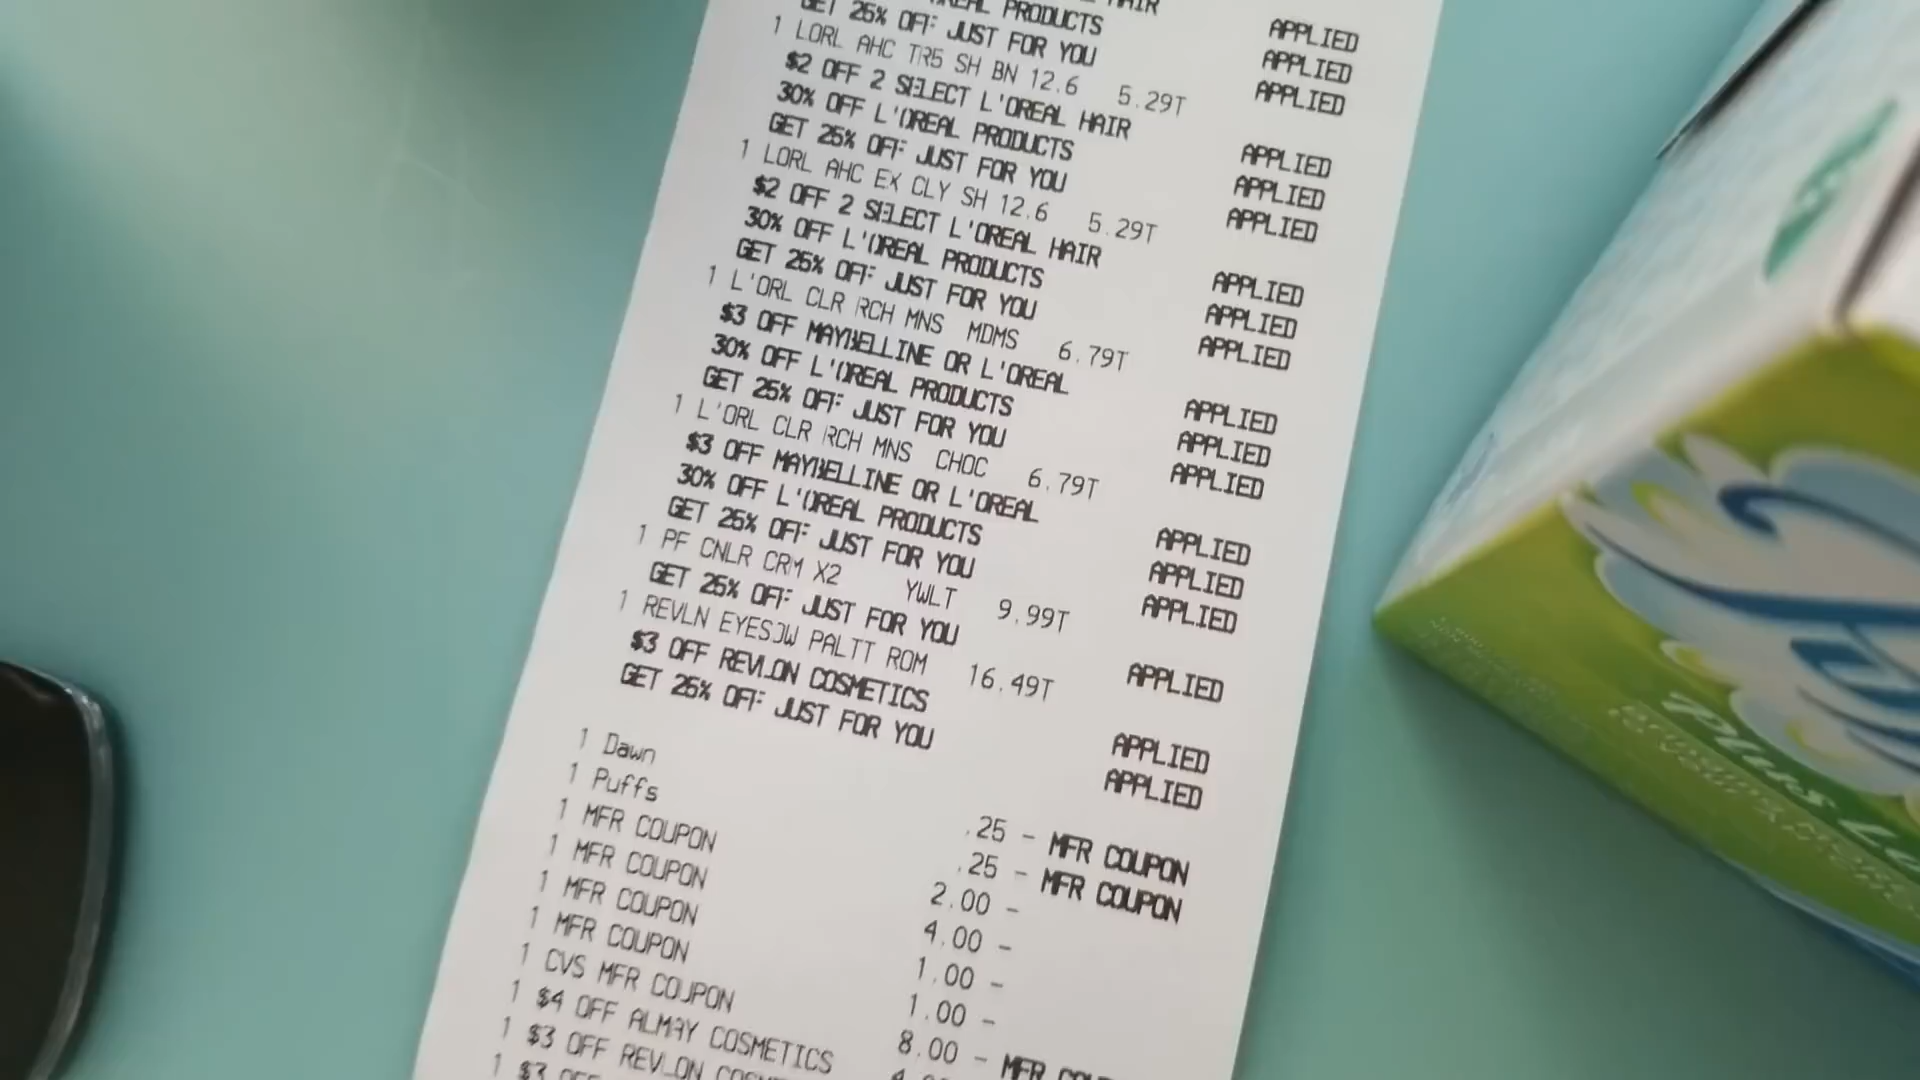 HAIR
PRODUCTS APPLIED
GET 25% OFF: JUST FOR YOU APPLIED
1 LORL AHC TR5 SH BN 12.6 5.29T APPLIED
$2 OFF 2 SELECT L'OREAL HAIR APPLIED
30% OFF L'OREAL PRODUCTS APPLIED
GET 25% OFF: JUST FOR YOU APPLIED
1 LORL AHC EX CLY SH 12.6 5.29T
$2 OFF 2 SELECT L'OREAL HAIR APPLIED
30% OFF L'OREAL PRODUCTS APPLIED
GET 25% OFF: JUST FOR YOU APPLIED
1 L'ORL CLR RCH MNS MDMS 6.79T
$3 OFF MAYBELLINE OR L'OREAL APPLIED
30% OFF L'OREAL PRODUCTS APPLIED
GET 25% OFF: JUST FOR YOU APPLIED
1 L'ORL CLR RCH MNS CHOC 6.79T
$3 OFF MAYBELLINE OR L'OREAL APPLIED
30% OFF L'OREAL PRODUCTS APPLIED
GET 25% OFF: JUST FOR YOU APPLIED
1 PF CNLR CRM X2 YWLT 9.99T
GET 25% OFF: JUST FOR YOU APPLIED
1 REVLN EYESDW PALTT ROM 16.49T
$3 OFF REVLON COSMETICS APPLIED
GET 25% OFF: JUST FOR YOU APPLIED
1 Dawn .25 - MFR COUPON
1 Puffs .25 - MFR COUPON
1 MFR COUPON 2.00 -
1 MFR COUPON 4.00 -
1 MFR COUPON 1.00 -
1 MFR COUPON 1.00 -
1 CVS MFR COUPON 8.00 - MFR
1 $4 OFF ALMAY COSMETICS
1 $3 OFF REVLON
1 $3
Plus